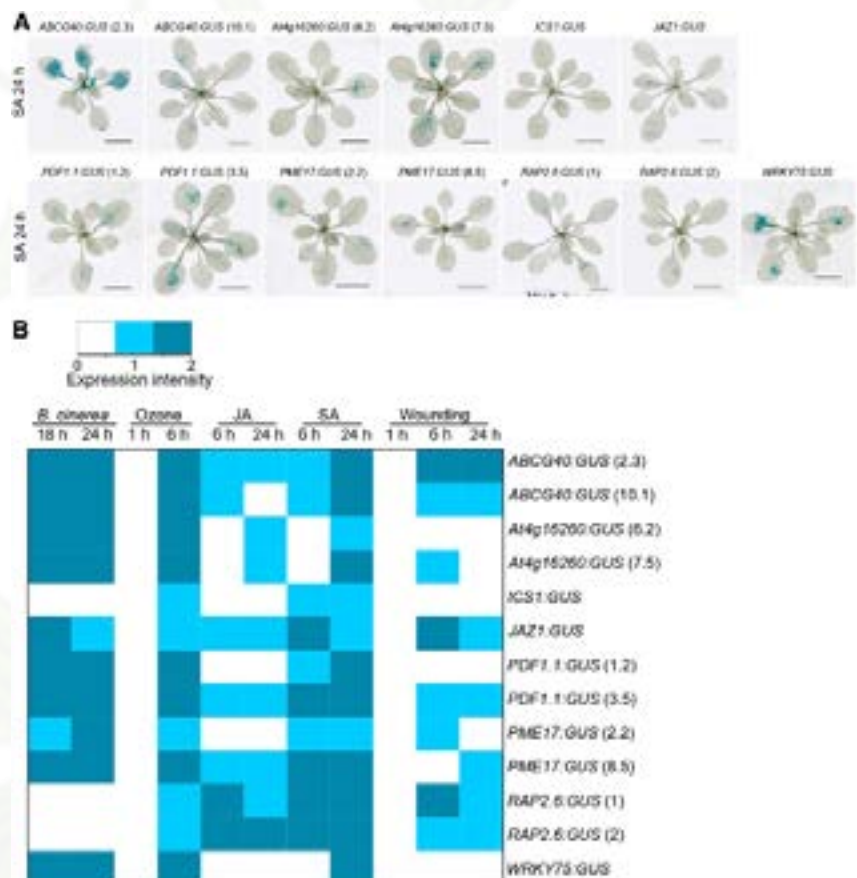 A
ABCG40:GUS (2.3) ABCG40:GUS (10.1) At4g16260:GUS (6.2) At4g16260:GUS (7.5) ICS1:GUS JAZ1:GUS
SA 24 h
PDF1.1:GUS (1.2) PDF1.1:GUS (3.5) PME17:GUS (2.2) PME17:GUS (8.5) RAP2.6:GUS (1) RAP2.6:GUS (2) WRKY75:GUS
SA 24 h
B
0 1 2
Expression intensity
B. cinerea Ozone JA SA Wounding
18 h 24 h 1 h 6 h 6 h 24 h 6 h 24 h 1 h 6 h 24 h
ABCG40:GUS (2.3)
ABCG40:GUS (10.1)
At4g16260:GUS (6.2)
At4g16260:GUS (7.5)
ICS1:GUS
JAZ1:GUS
PDF1.1:GUS (1.2)
PDF1.1:GUS (3.5)
PME17:GUS (2.2)
PME17:GUS (8.5)
RAP2.6:GUS (1)
RAP2.6:GUS (2)
WRKY75:GUS